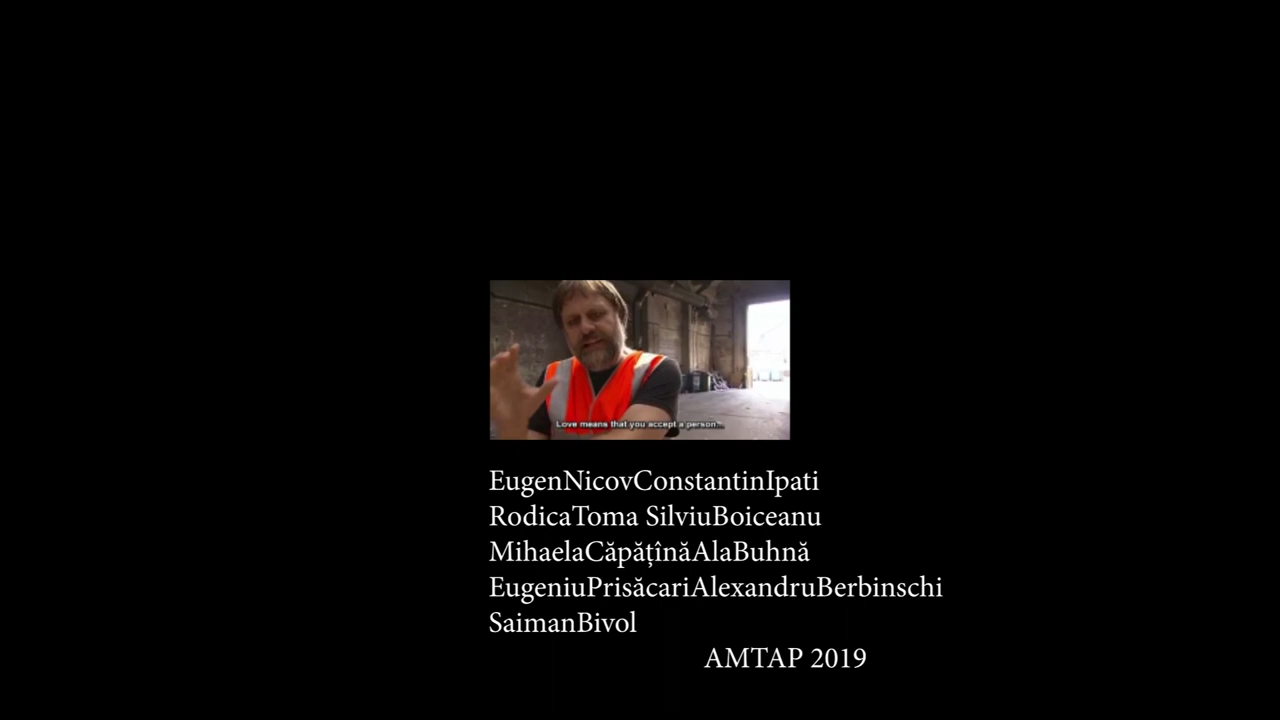 Love means that you accept a person...
EugenNicovConstantinIpati
RodicaToma SilviuBoiceanu
MihaelaCăpățînăAlaBuhnă
EugeniuPrisăcariAlexandruBerbinschi
SaimanBivol
AMTAP 2019